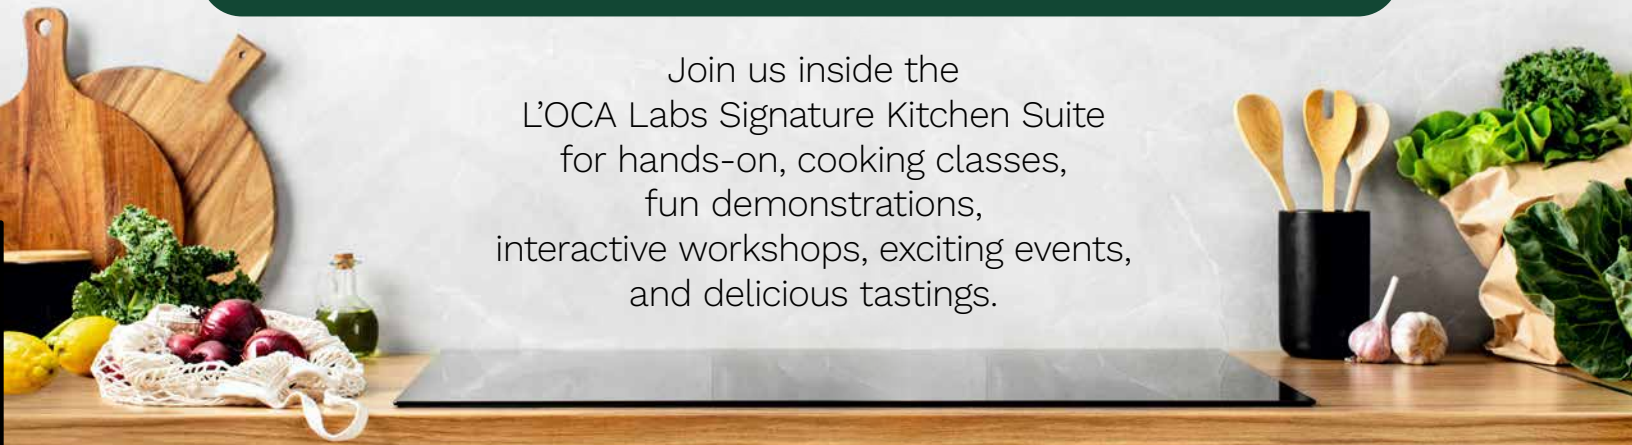 Join us inside the
L’OCA Labs Signature Kitchen Suite
for hands-on, cooking classes,
fun demonstrations,
interactive workshops, exciting events,
and delicious tastings.